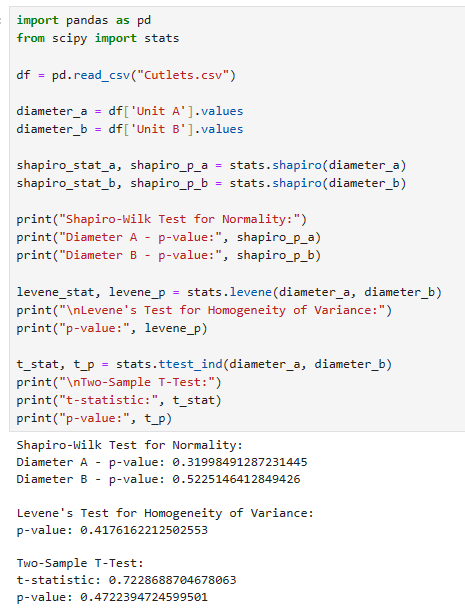 import pandas as pd
from scipy import stats
df = pd.read_csv("Cutlets.csv")
diameter_a = df['Unit A'].values
diameter_b = df['Unit B'].values
shapiro_stat_a, shapiro_p_a = stats.shapiro(diameter_a)
shapiro_stat_b, shapiro_p_b = stats.shapiro(diameter_b)
print("Shapiro-Wilk Test for Normality:")
print("Diameter A - p-value:", shapiro_p_a)
print("Diameter B - p-value:", shapiro_p_b)
levene_stat, levene_p = stats.levene(diameter_a, diameter_b)
print("\nLevene's Test for Homogeneity of Variance:")
print("p-value:", levene_p)
t_stat, t_p = stats.ttest_ind(diameter_a, diameter_b)
print("\nTwo-Sample T-Test:")
print("t-statistic:", t_stat)
print("p-value:", t_p)
Shapiro-Wilk Test for Normality:
Diameter A - p-value: 0.31998491287231445
Diameter B - p-value: 0.5225146412849426
Levene's Test for Homogeneity of Variance:
p-value: 0.4176162212502553
Two-Sample T-Test:
t-statistic: 0.7228688704678063
p-value: 0.4722394724599501